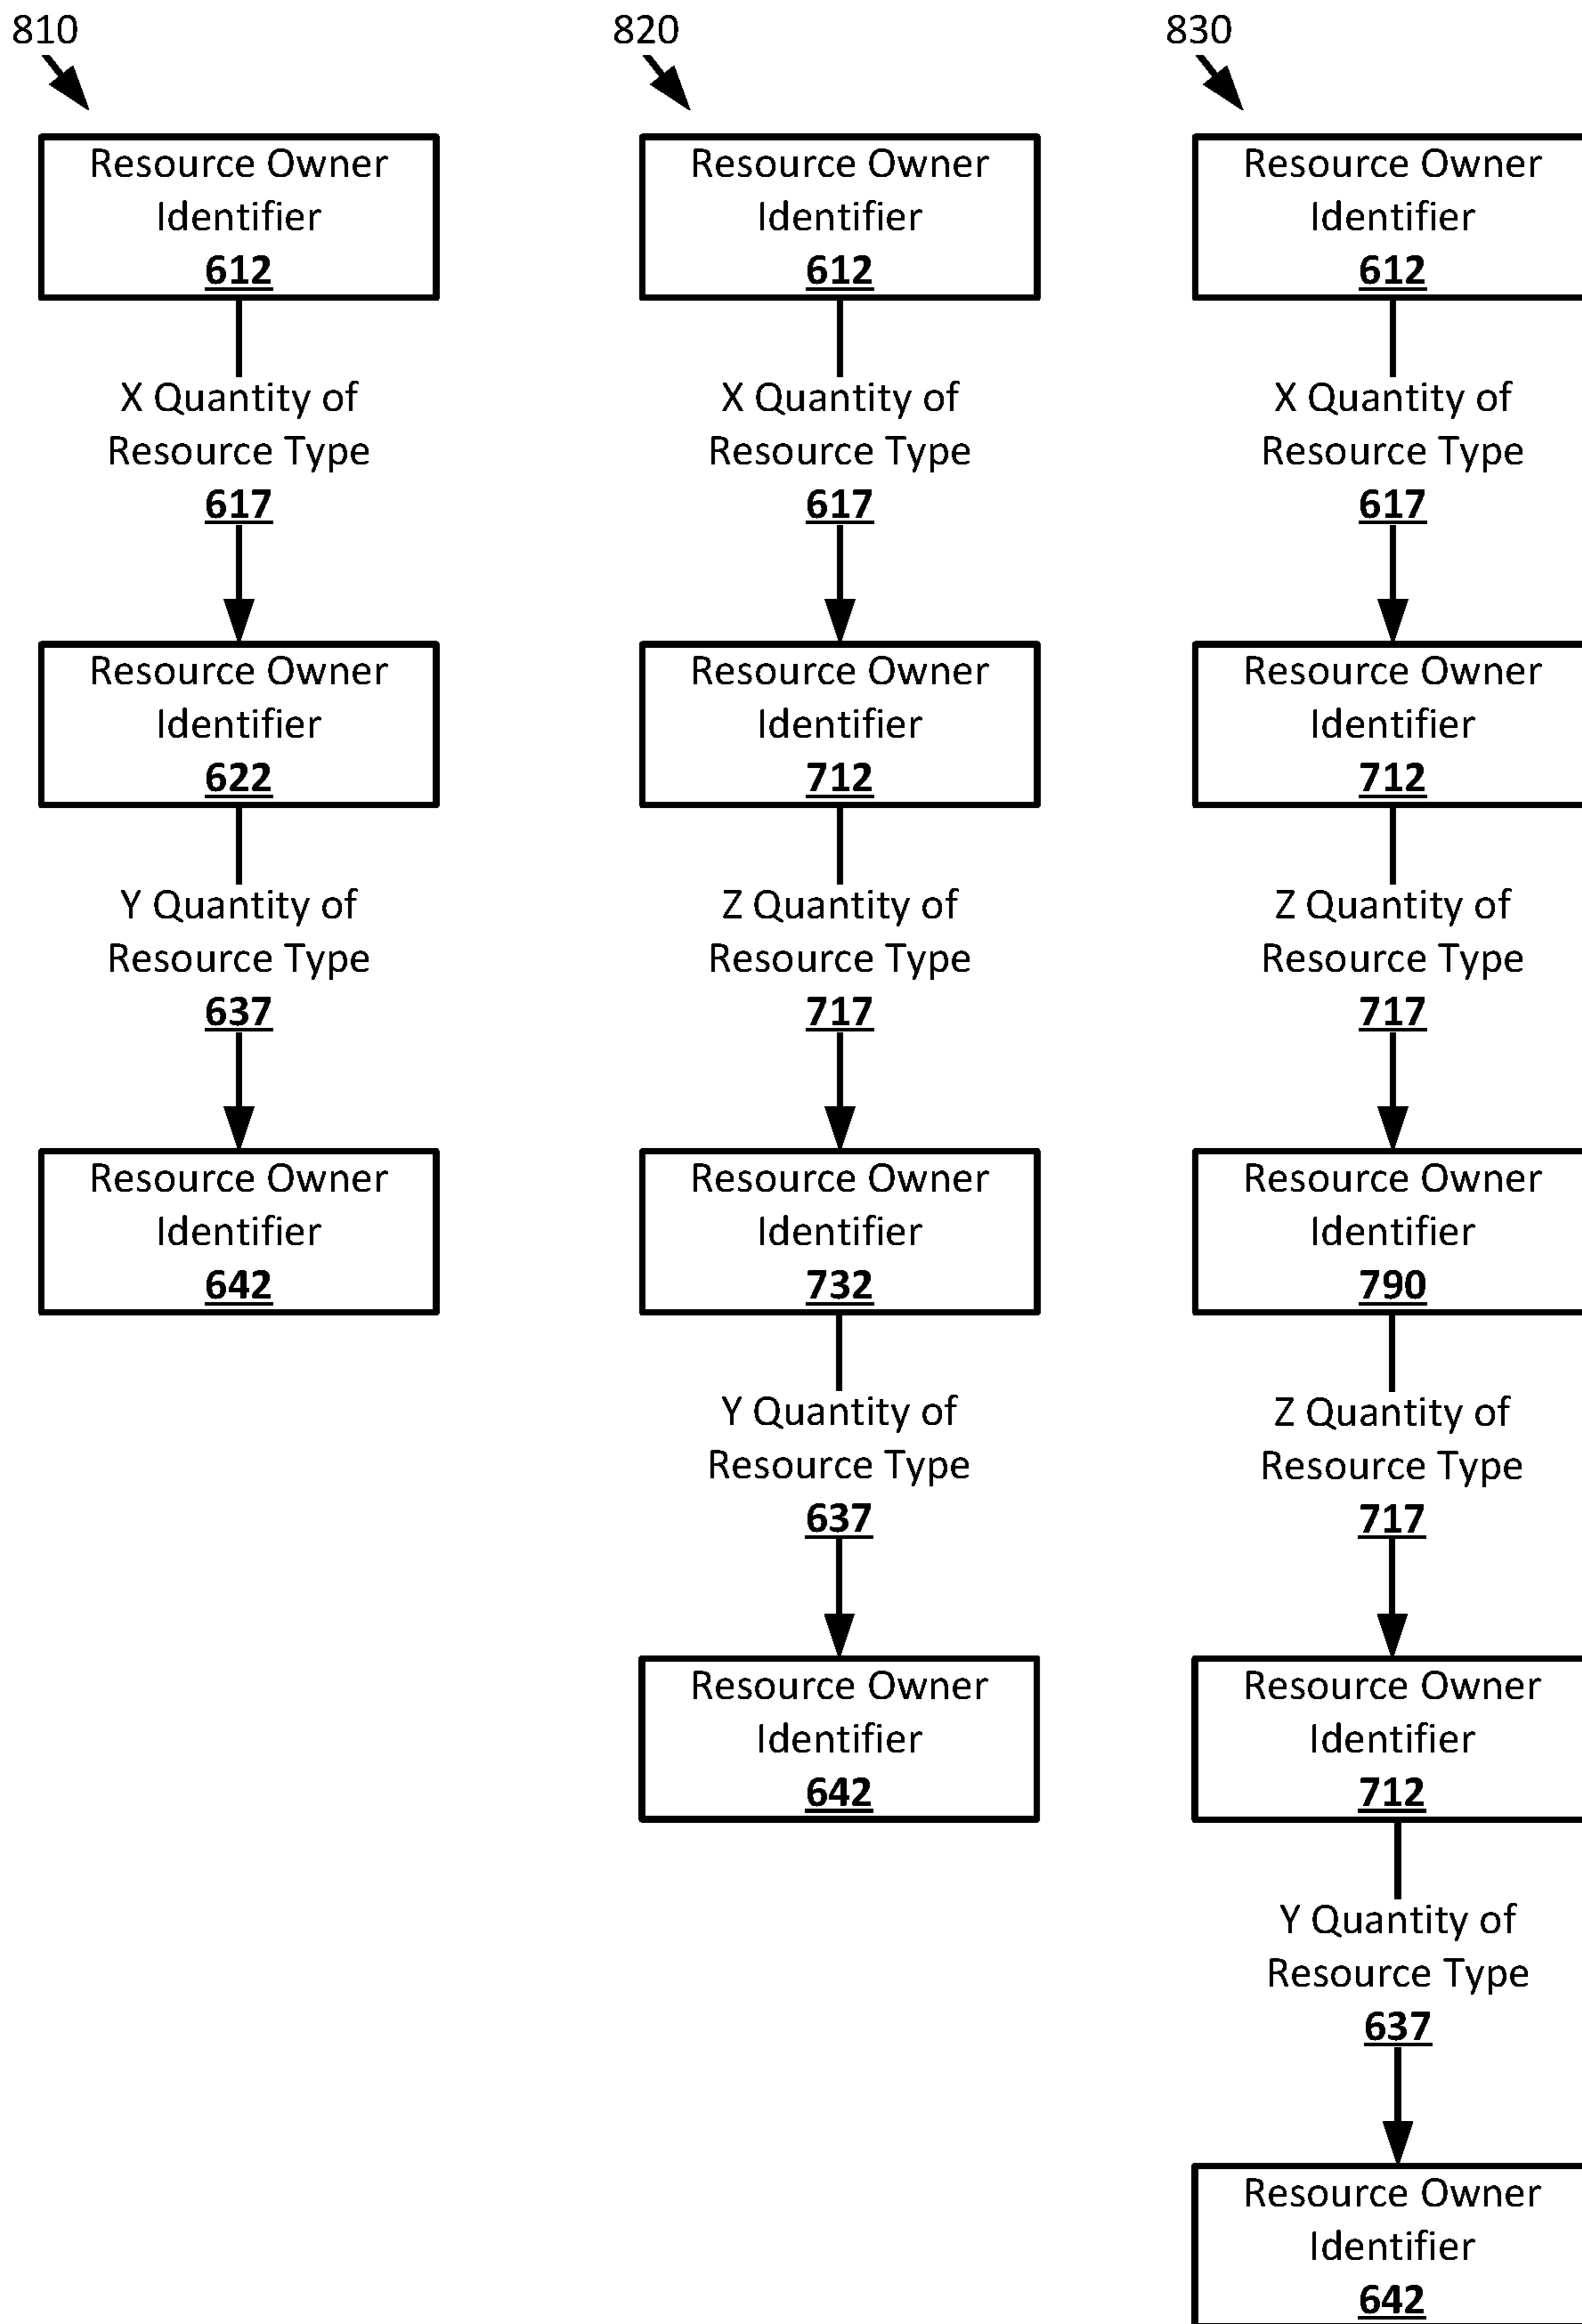 810
Resource Owner
Identifier
612
X Quantity of
Resource Type
617
Resource Owner
Identifier
622
Y Quantity of
Resource Type
637
Resource Owner
Identifier
642
820
Resource Owner
Identifier
612
X Quantity of
Resource Type
617
Resource Owner
Identifier
712
Z Quantity of
Resource Type
717
Resource Owner
Identifier
732
Y Quantity of
Resource Type
637
Resource Owner
Identifier
642
830
Resource Owner
Identifier
612
X Quantity of
Resource Type
617
Resource Owner
Identifier
712
Z Quantity of
Resource Type
717
Resource Owner
Identifier
790
Z Quantity of
Resource Type
717
Resource Owner
Identifier
712
Y Quantity of
Resource Type
637
Resource Owner
Identifier
642